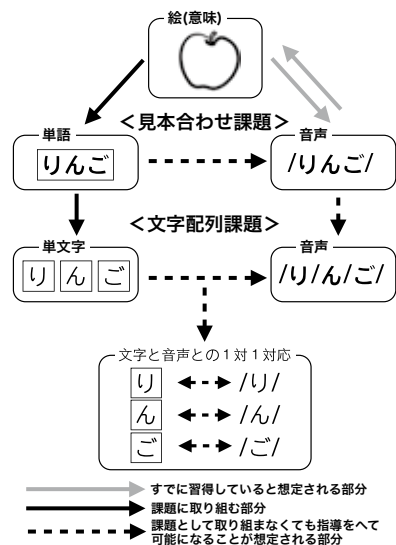 絵(意味)
＜見本合わせ課題＞
単語
りんご
音声
/りんご/
＜文字配列課題＞
単文字
り ん ご
音声
/り/ん/ご/
文字と音声との１対１対応
り /り/
ん /ん/
ご /ご/
すでに習得していると想定される部分
課題に取り組む部分
課題として取り組まなくても指導をへて
可能になることが想定される部分